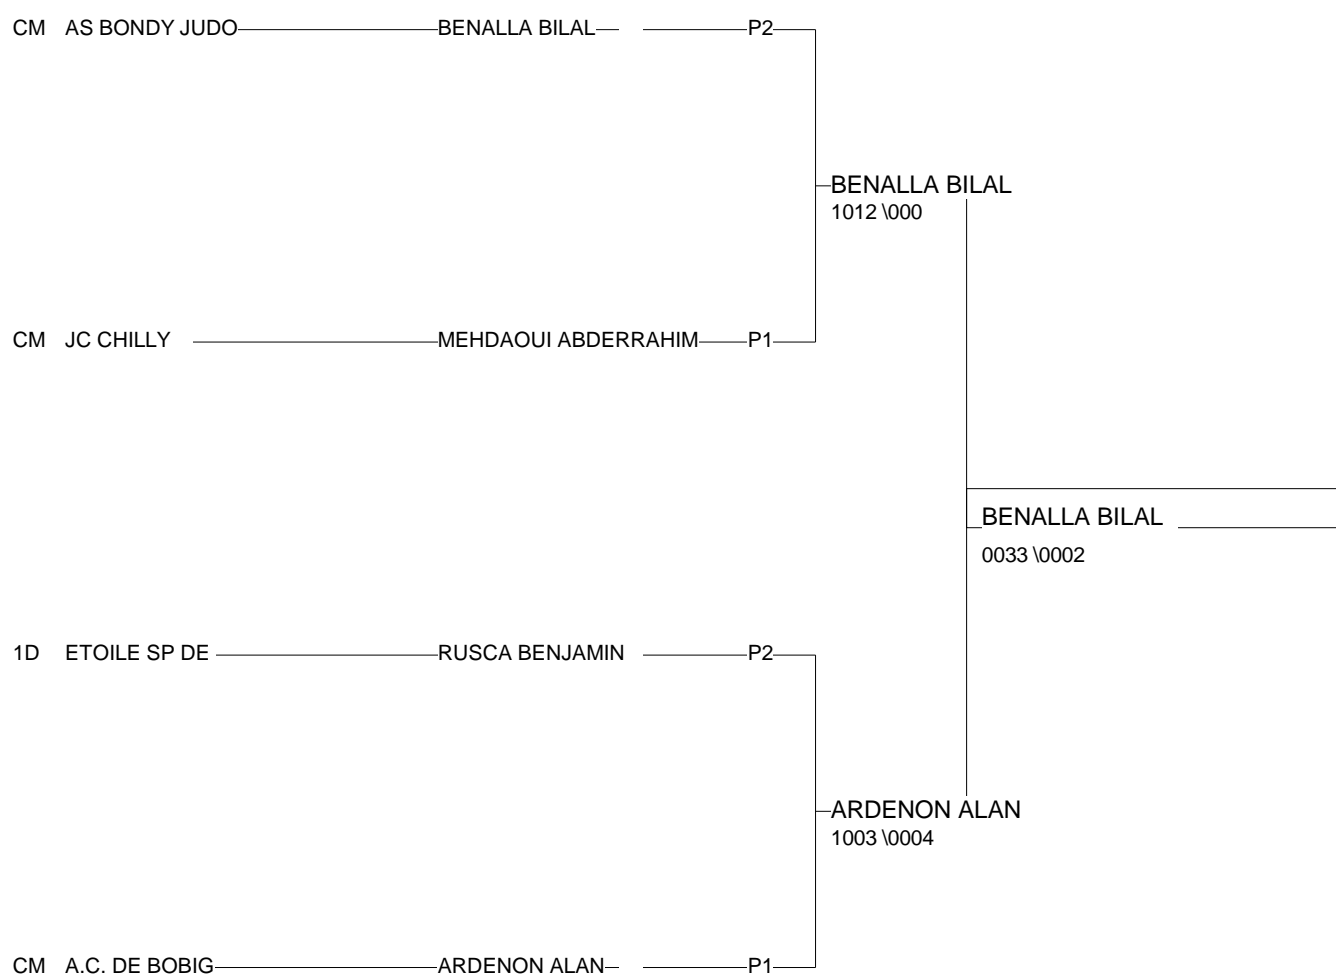 CM AS BONDY JUDO BENALLA BILAL P2
BENALLA BILAL
1012 \000
CM JC CHILLY MEHDAOUI ABDERRAHIM P1
BENALLA BILAL
0033 \0002
1D ETOILE SP DE RUSCA BENJAMIN P2
ARDENON ALAN
1003 \0004
CM A.C. DE BOBIG ARDENON ALAN P1